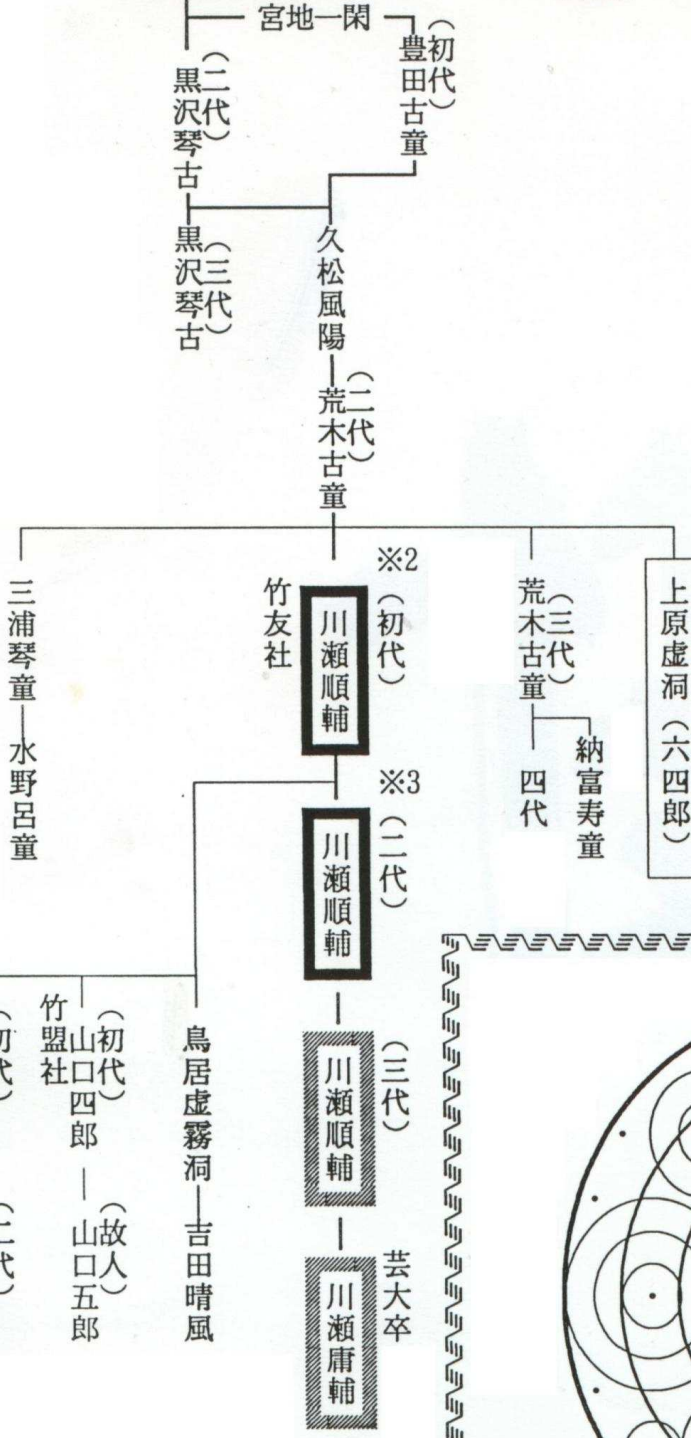 宮地一閑
（初代）
豊田古童
（二代）
黒沢琴古
（三代）
黒沢琴古
久松風陽
（二代）
荒木古童
上原虚洞（六四郎）
（三代）
荒木古童
納富寿童
四代
※2
（初代）
川瀬順輔
竹友社
三浦琴童
水野呂童
※3
（二代）
川瀬順輔
（三代）
川瀬順輔
芸大卒
川瀬庸輔
鳥居虚霧洞
吉田晴風
（初代）
山口四郎
竹盟社
（故人）
山口五郎
（初代）
（二代）